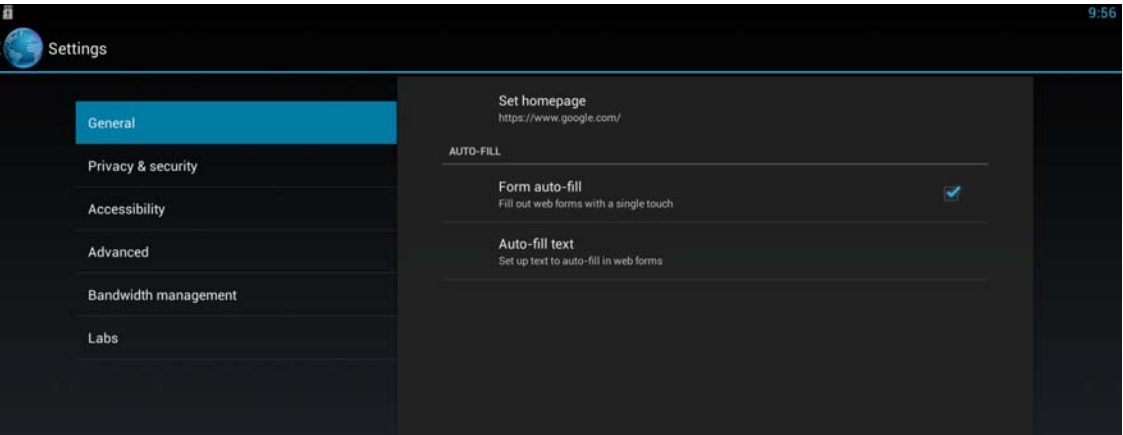 9:56
Settings
General
Privacy & security
Accessibility
Advanced
Bandwidth management
Labs
Set homepage
https://www.google.com/
AUTO-FILL
Form auto-fill
Fill out web forms with a single touch
Auto-fill text
Set up text to auto-fill in web forms